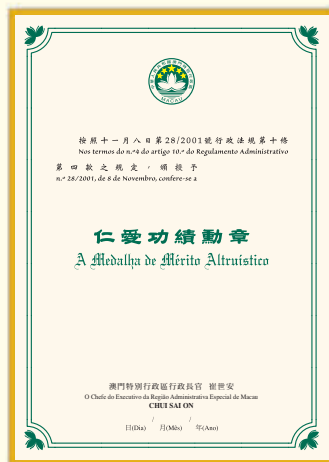 MACAU
按照十一月八日第28/2001號行政法規第十條
Nos termos do n.º4 do artigo 10.º do Regulamento Administrativo
第四款之規定，頒授予
n.º 28/2001, de 8 de Novembro, confere-se a
仁愛功績勳章
A Medalha de Mérito Altruístico
澳門特別行政區行政長官 崔世安
O Chefe do Executivo da Região Administrativa Especial de Macau
CHUI SAI ON
/ /
日(Dia) 月(Mês) 年(Ano)